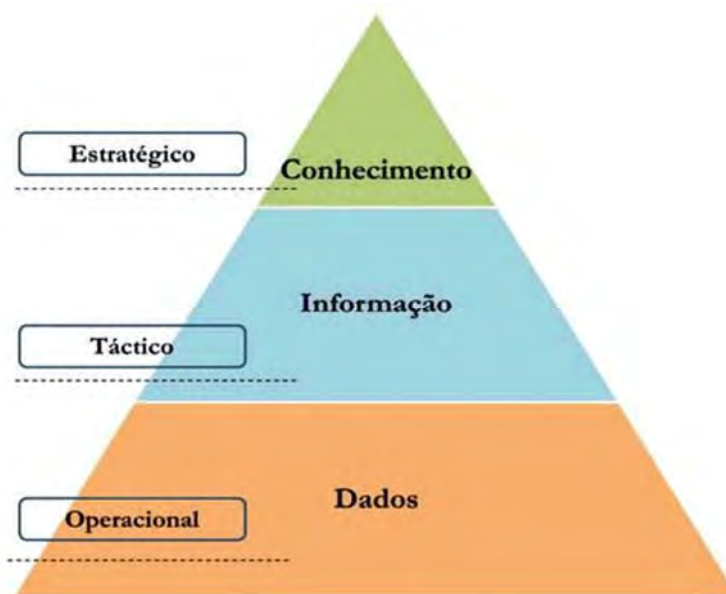 Estratégico
Conhecimento
Informação
Táctico
Dados
Operacional